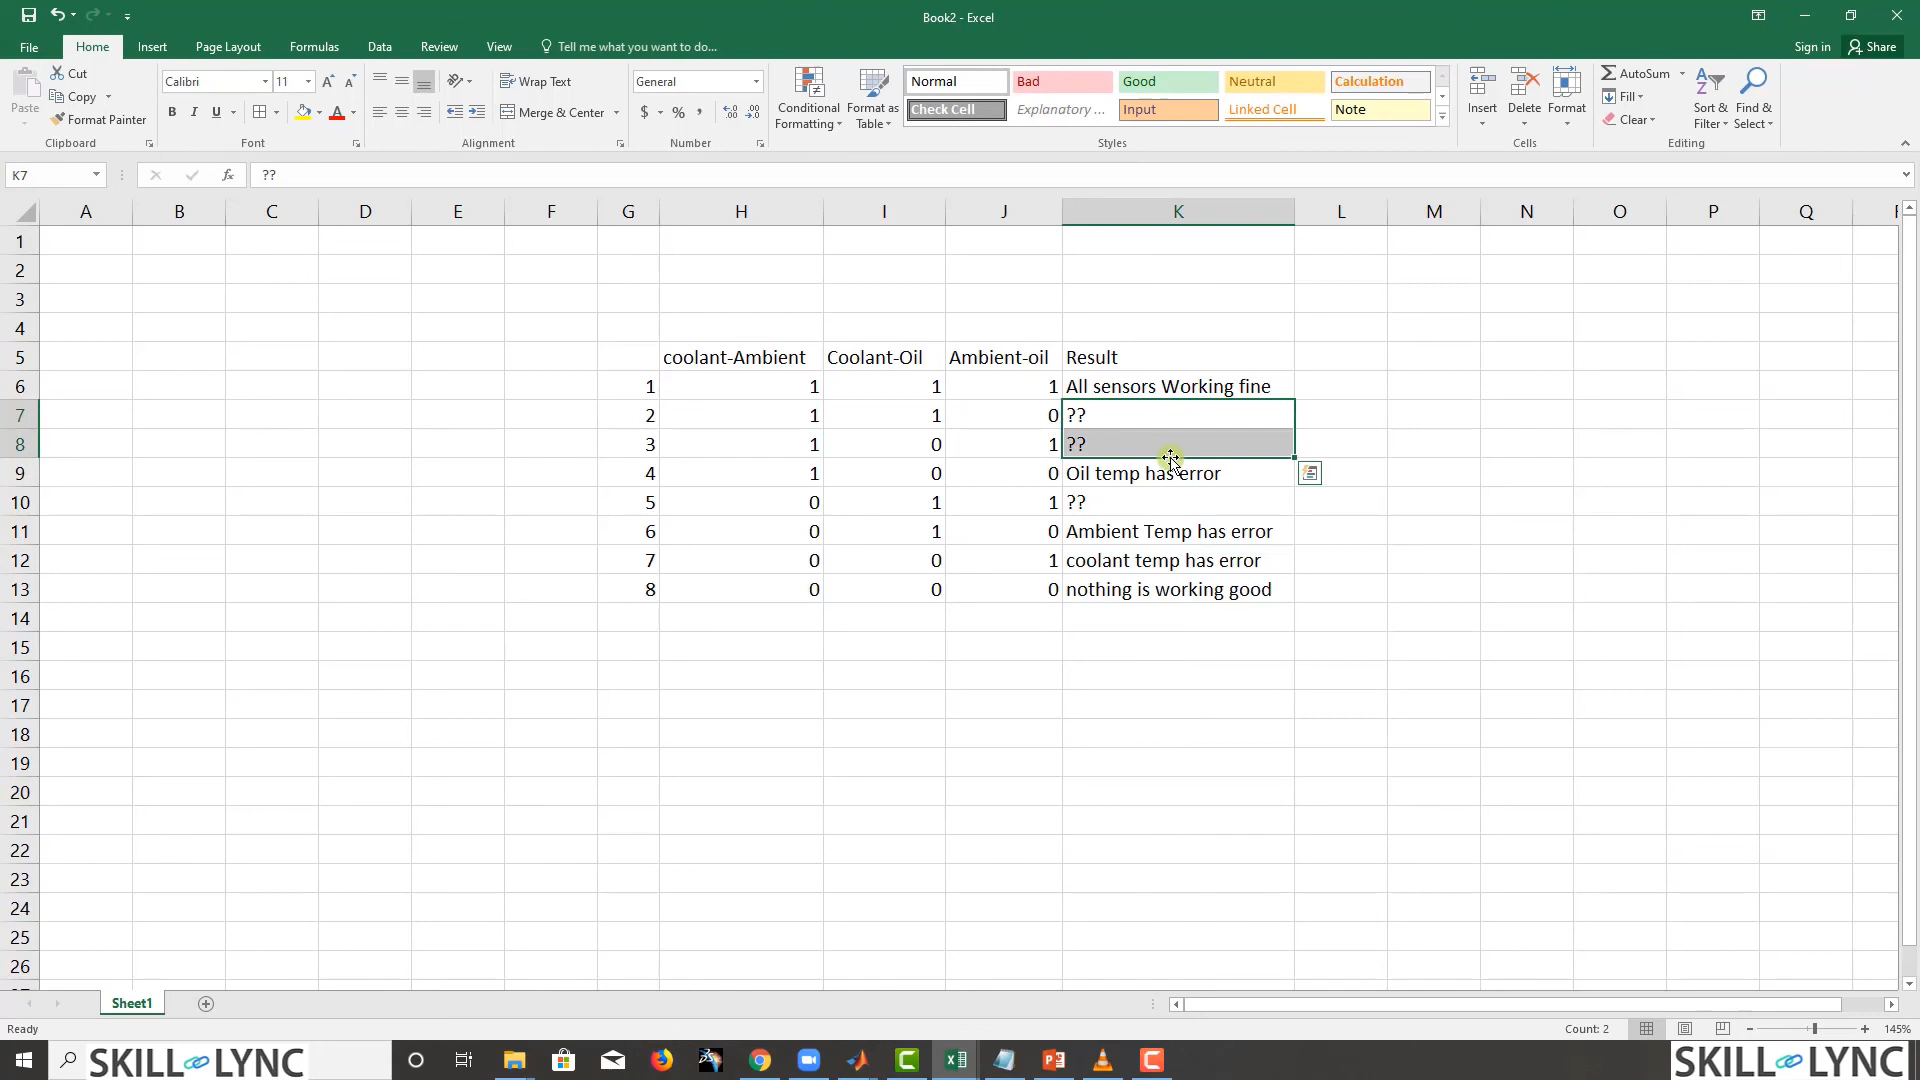 Book2 - Excel
File Home Insert Page Layout Formulas Data Review View Tell me what you want to do... Sign in Share
Paste Cut Copy Format Painter Clipboard
Calibri 11 B I U Font
Wrap Text Merge & Center Alignment
General $ % , Number
Conditional Formatting Format as Table
Normal Bad Good Neutral Calculation
Check Cell Explanatory ... Input Linked Cell Note
Styles
Insert Delete Format Cells
AutoSum Fill Clear Sort & Filter Find & Select Editing
K7 fx ??
A B C D E F G H I J K L M N O P Q
1
2
3
4
5 coolant-Ambient Coolant-Oil Ambient-oil Result
6 1 1 1 1 All sensors Working fine
7 2 1 1 0 ??
8 3 1 0 1 ??
9 4 1 0 0 Oil temp has error
10 5 0 1 1 ??
11 6 0 1 0 Ambient Temp has error
12 7 0 0 1 coolant temp has error
13 8 0 0 0 nothing is working good
14
15
16
17
18
19
20
21
22
23
24
25
26
Sheet1
Ready Count: 2 145%
SKILL LYNC SKILL LYNC